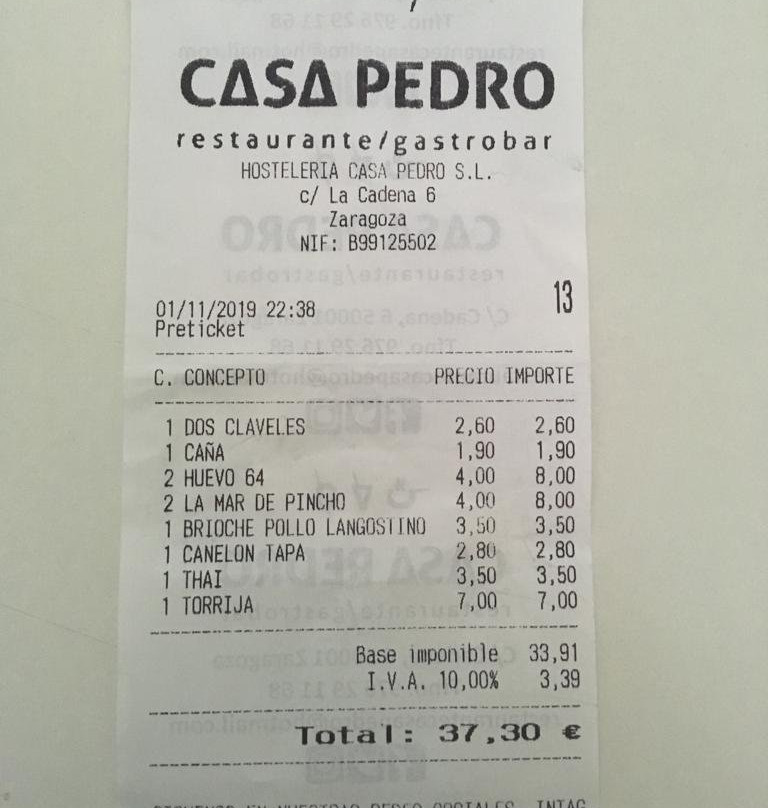 CASA PEDRO
restaurante/gastrobar
HOSTELERIA CASA PEDRO S.L.
c/ La Cadena 6
Zaragoza
NIF: B99125502
13
01/11/2019 22:38
Preticket
C. CONCEPTO PRECIO IMPORTE
1 DOS CLAVELES 2,60 2,60
1 CAÑA 1,90 1,90
2 HUEVO 64 4,00 8,00
2 LA MAR DE PINCHO 4,00 8,00
1 BRIOCHE POLLO LANGOSTINO 3,50 3,50
1 CANELON TAPA 2,80 2,80
1 THAI 3,50 3,50
1 TORRIJA 7,00 7,00
Base imponible 33,91
I.V.A. 10,00% 3,39
Total: 37,30 €